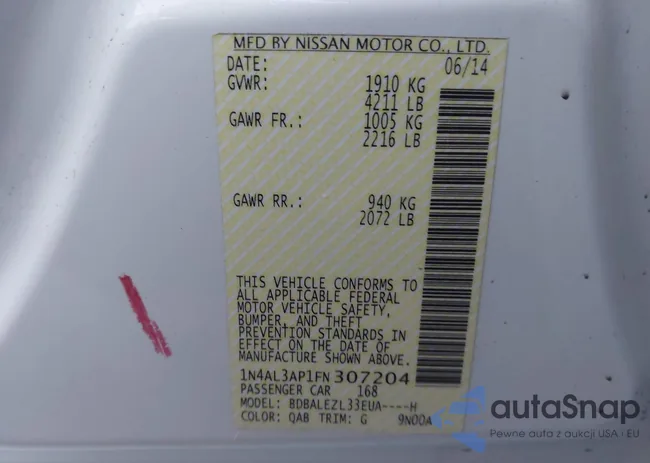 MFD BY NISSAN MOTOR CO., LTD.
DATE: 06/14
GVWR: 1910 KG
4211 LB
GAWR FR.: 1005 KG
2216 LB
GAWR RR.: 940 KG
2072 LB
THIS VEHICLE CONFORMS TO
ALL APPLICABLE FEDERAL
MOTOR VEHICLE SAFETY,
BUMPER, AND THEFT
PREVENTION STANDARDS IN
EFFECT ON THE DATE OF
MANUFACTURE SHOWN ABOVE.
1N4AL3AP1FN307204
PASSENGER CAR 168
MODEL: BDBALEZL33EUA----H
COLOR: QAB TRIM: G 9N00A
autoSnap
Pewne auta z aukcji USA i EU